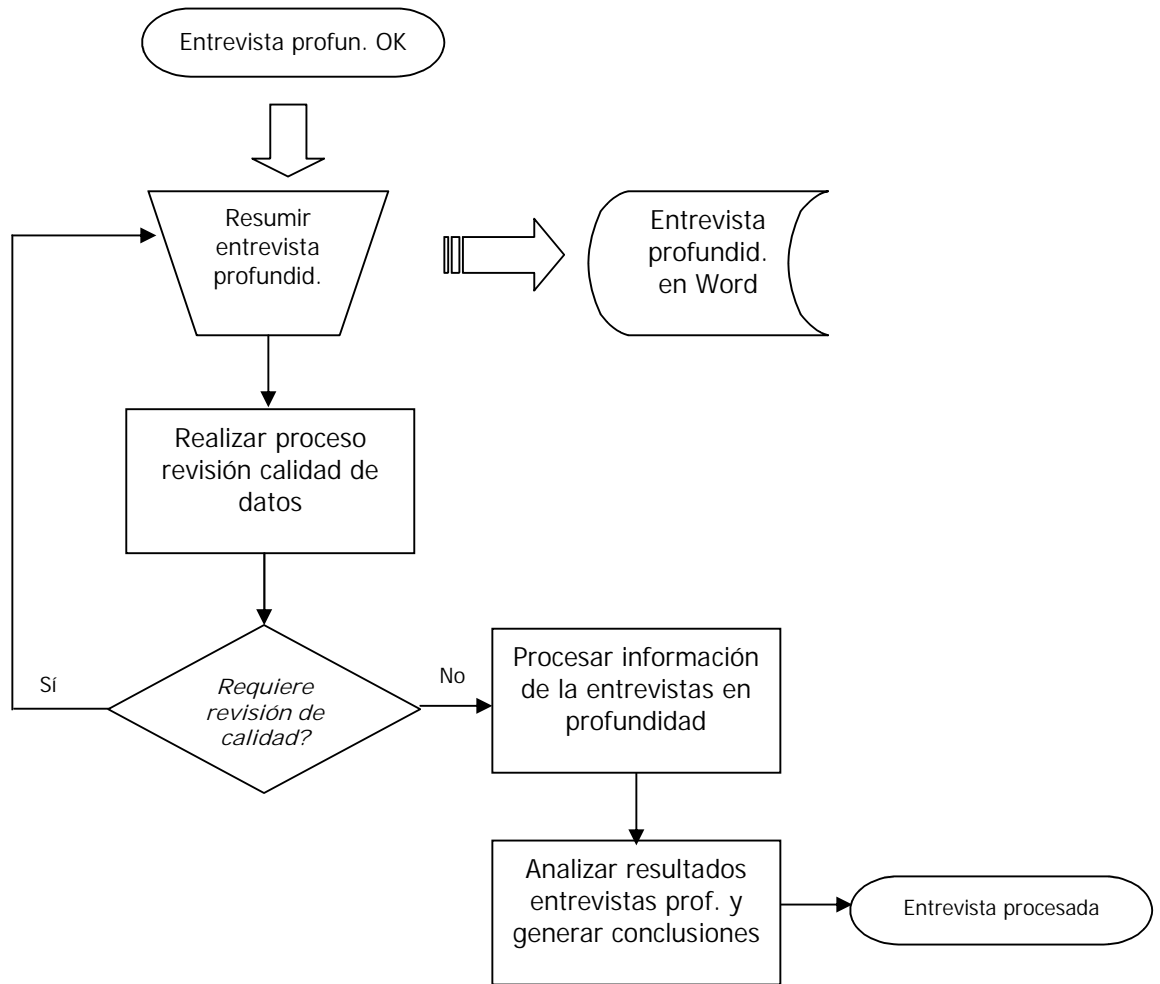 Entrevista profun. OK
Resumir
entrevista
profundid.
Entrevista
profundid.
en Word
Realizar proceso
revisión calidad de
datos
Sí
Requiere
revisión de
calidad?
No
Procesar información
de la entrevistas en
profundidad
Analizar resultados
entrevistas prof. y
generar conclusiones
Entrevista procesada